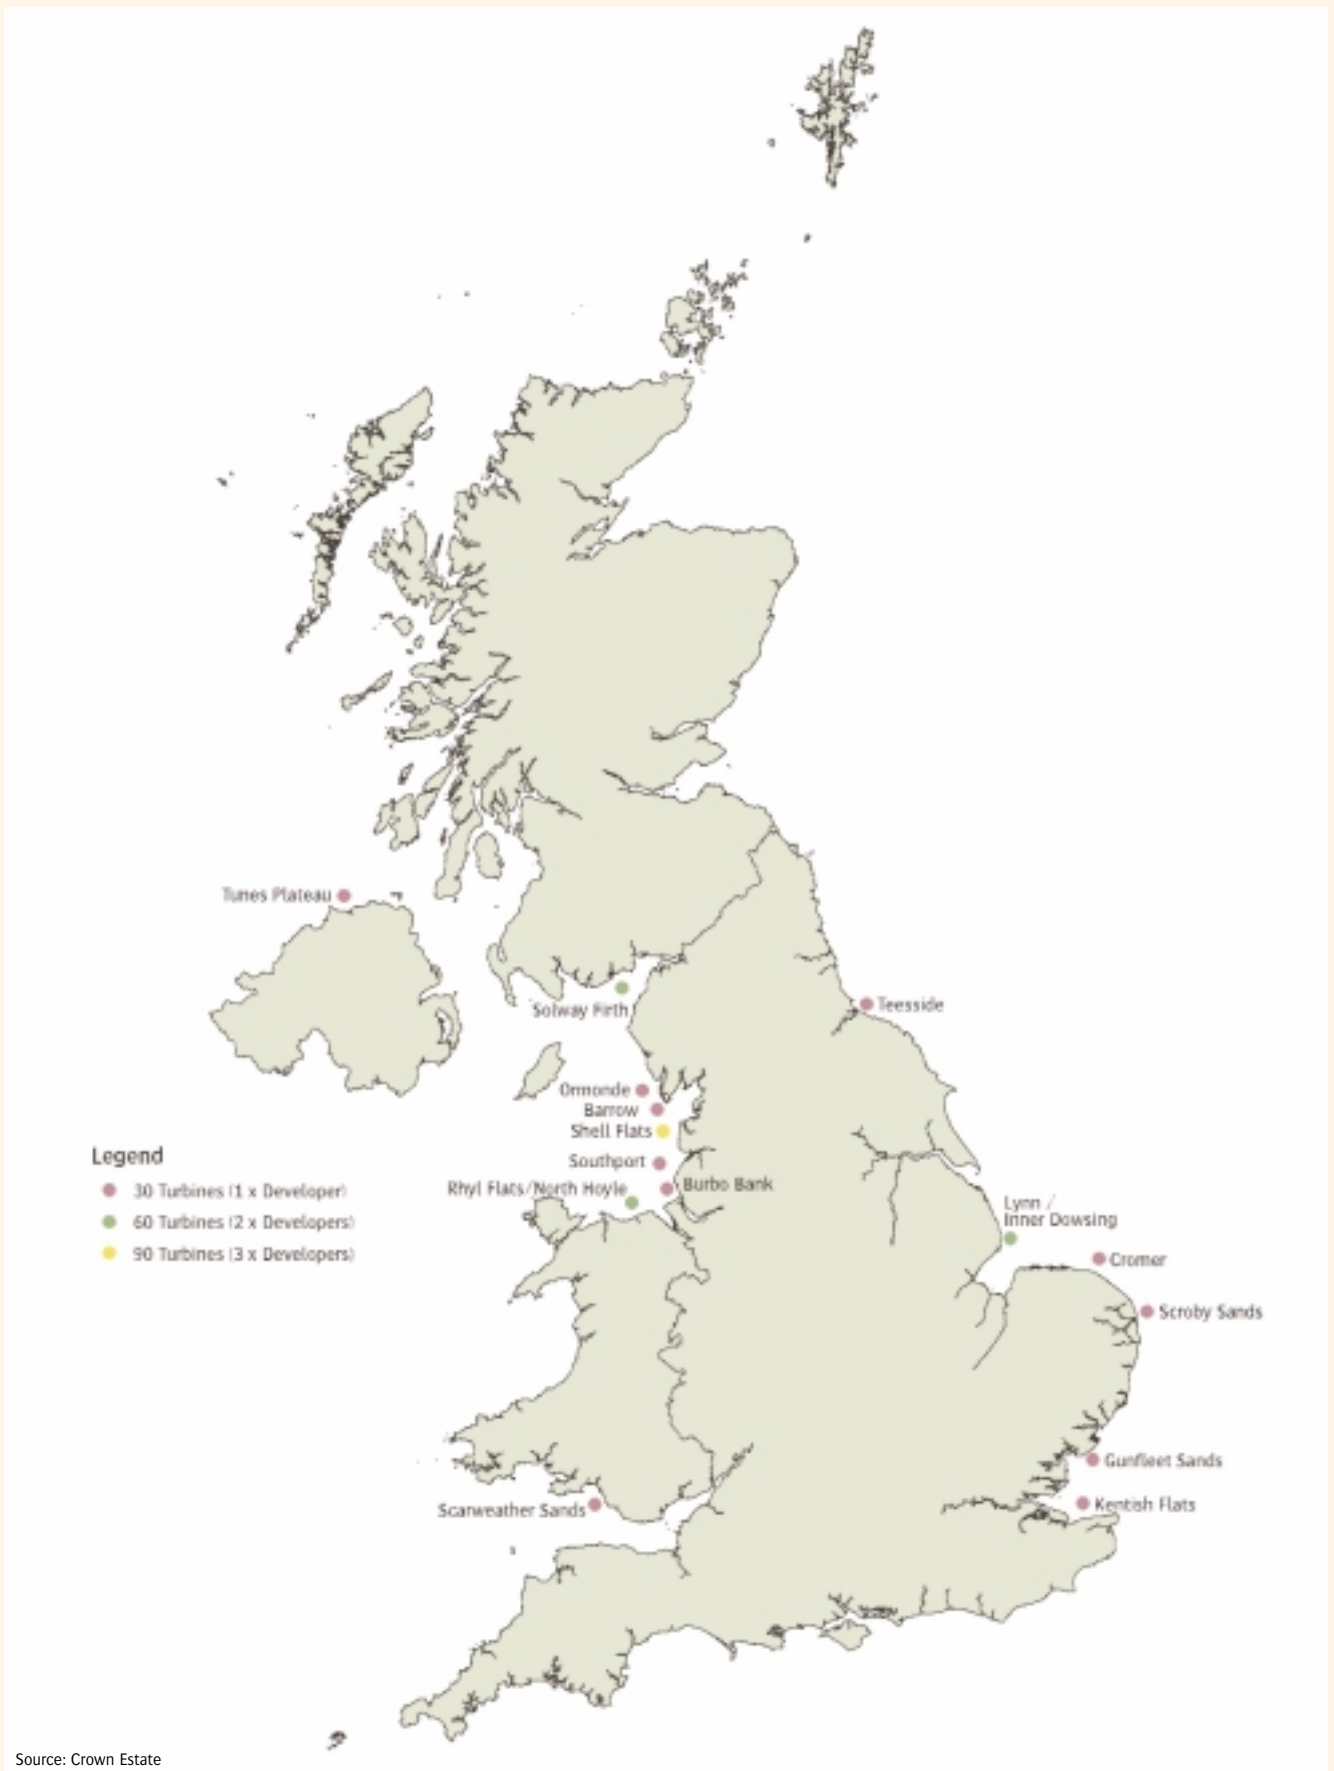 Tunes Plateau
Solway Firth
Teesside
Ormonde
Barrow
Shell Flats
Southport
Rhyl Flats/North Hoyle
Burbo Bank
Legend
30 Turbines (1 x Developer)
60 Turbines (2 x Developers)
90 Turbines (3 x Developers)
Lynn /
Inner Dowsing
Cromer
Scroby Sands
Gunfleet Sands
Kentish Flats
Scarweather Sands
Source: Crown Estate